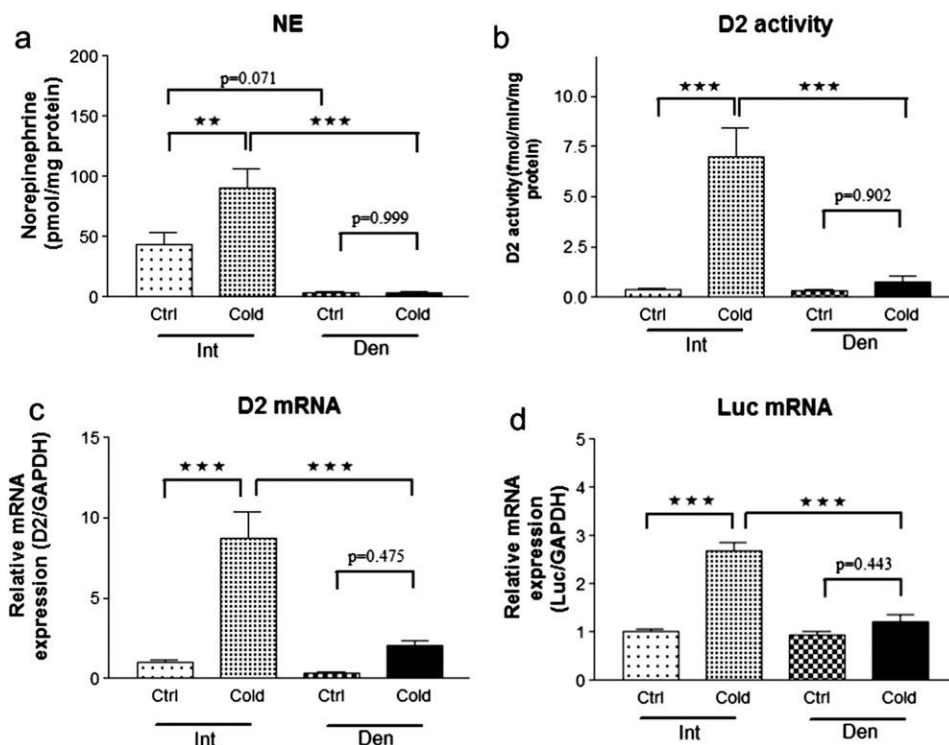 a
NE
Norepinephrine
(pmol/mg protein)
200
150
100
50
0
p=0.071
★★
★★★
p=0.999
Ctrl Cold Ctrl Cold
Int Den
b
D2 activity
D2 activity(fmol/min/mg
protein)
10.0
7.5
5.0
2.5
0.0
★★★
★★★
p=0.902
Ctrl Cold Ctrl Cold
Int Den
c
D2 mRNA
Relative mRNA
expression (D2/GAPDH)
15
10
5
0
★★★
★★★
p=0.475
Ctrl Cold Ctrl Cold
Int Den
d
Luc mRNA
Relative mRNA
expression
(Luc/GAPDH)
5
4
3
2
1
0
★★★
★★★
p=0.443
Ctrl Cold Ctrl Cold
Int Den